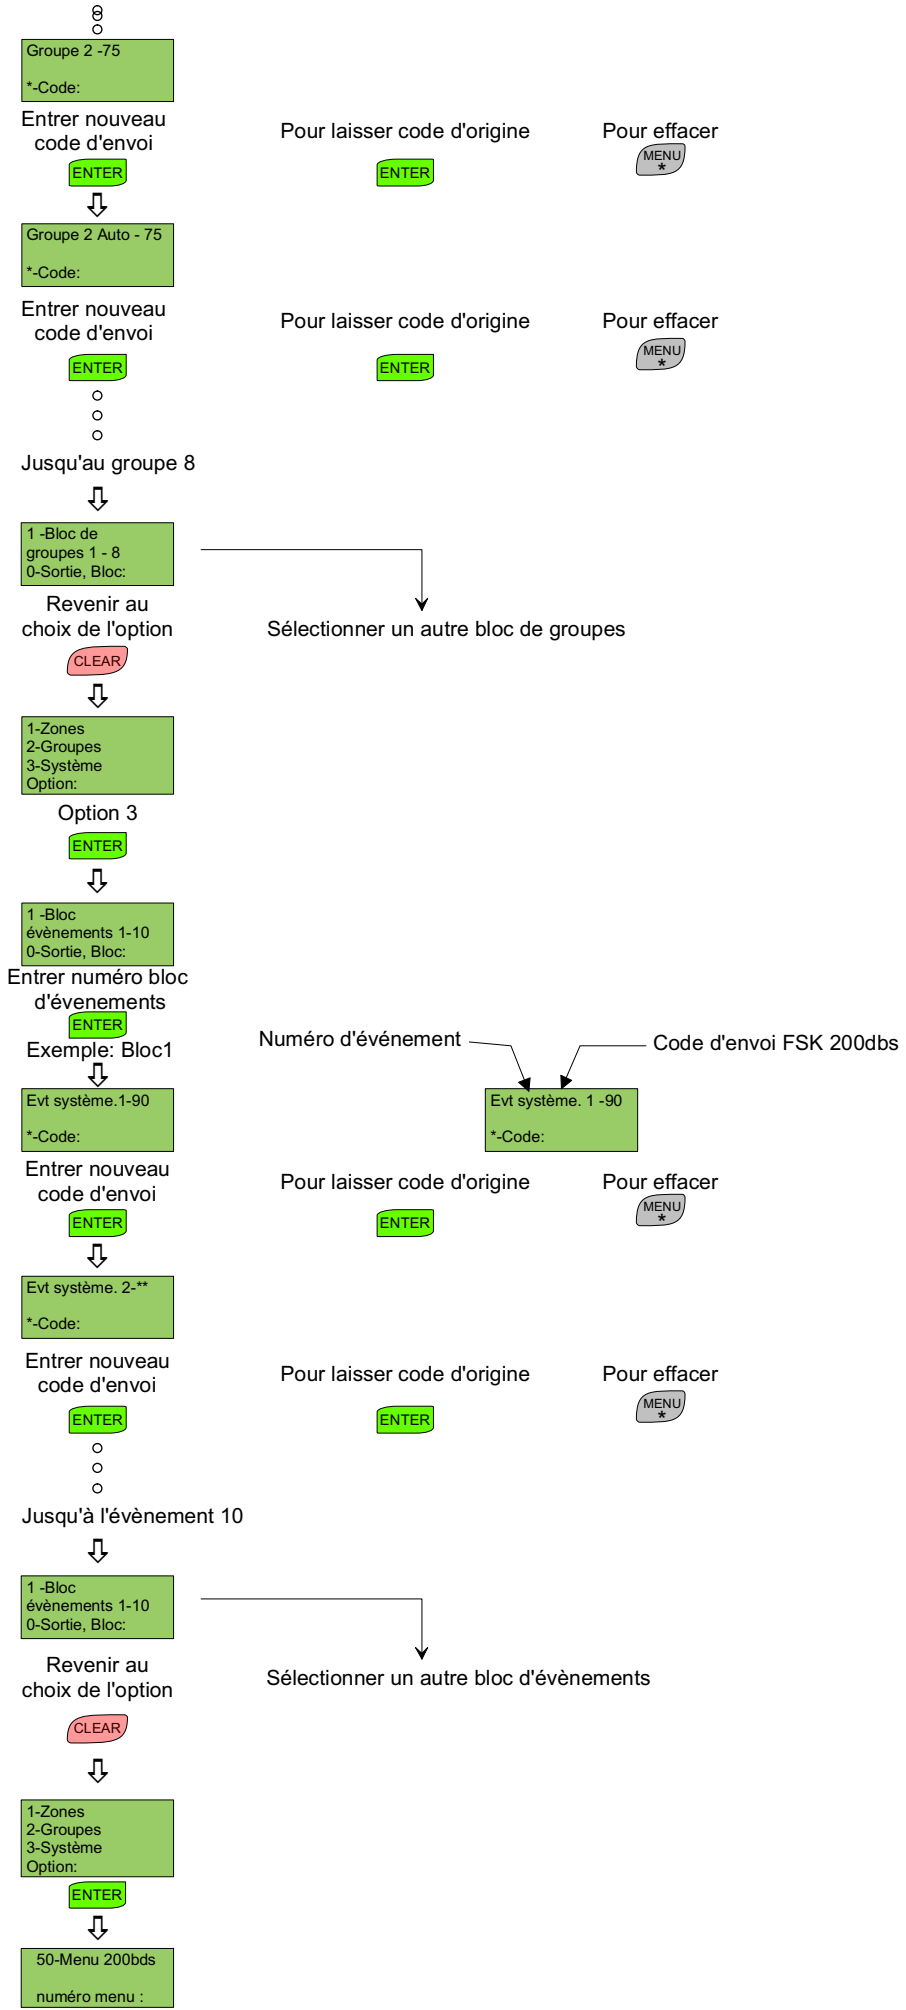 Groupe 2 -75
*-Code:
Entrer nouveau
code d'envoi
Pour laisser code d'origine
Pour effacer
ENTER
ENTER
MENU
*
Groupe 2 Auto - 75
*-Code:
Entrer nouveau
code d'envoi
Pour laisser code d'origine
Pour effacer
ENTER
ENTER
MENU
*
Jusqu'au groupe 8
1 -Bloc de
groupes 1 - 8
0-Sortie, Bloc:
Revenir au
choix de l'option
Sélectionner un autre bloc de groupes
CLEAR
1-Zones
2-Groupes
3-Système
Option:
Option 3
ENTER
1 -Bloc
évènements 1-10
0-Sortie, Bloc:
Entrer numéro bloc
d'évenements
ENTER
Exemple: Bloc1
Numéro d'événement
Code d'envoi FSK 200dbs
Evt système.1-90
*-Code:
Evt système. 1 -90
*-Code:
Entrer nouveau
code d'envoi
Pour laisser code d'origine
Pour effacer
ENTER
ENTER
MENU
*
Evt système. 2-**
*-Code:
Entrer nouveau
code d'envoi
Pour laisser code d'origine
Pour effacer
ENTER
ENTER
MENU
*
Jusqu'à l'évènement 10
1 -Bloc
évènements 1-10
0-Sortie, Bloc:
Revenir au
choix de l'option
Sélectionner un autre bloc d'évènements
CLEAR
1-Zones
2-Groupes
3-Système
Option:
ENTER
50-Menu 200bds
numéro menu :